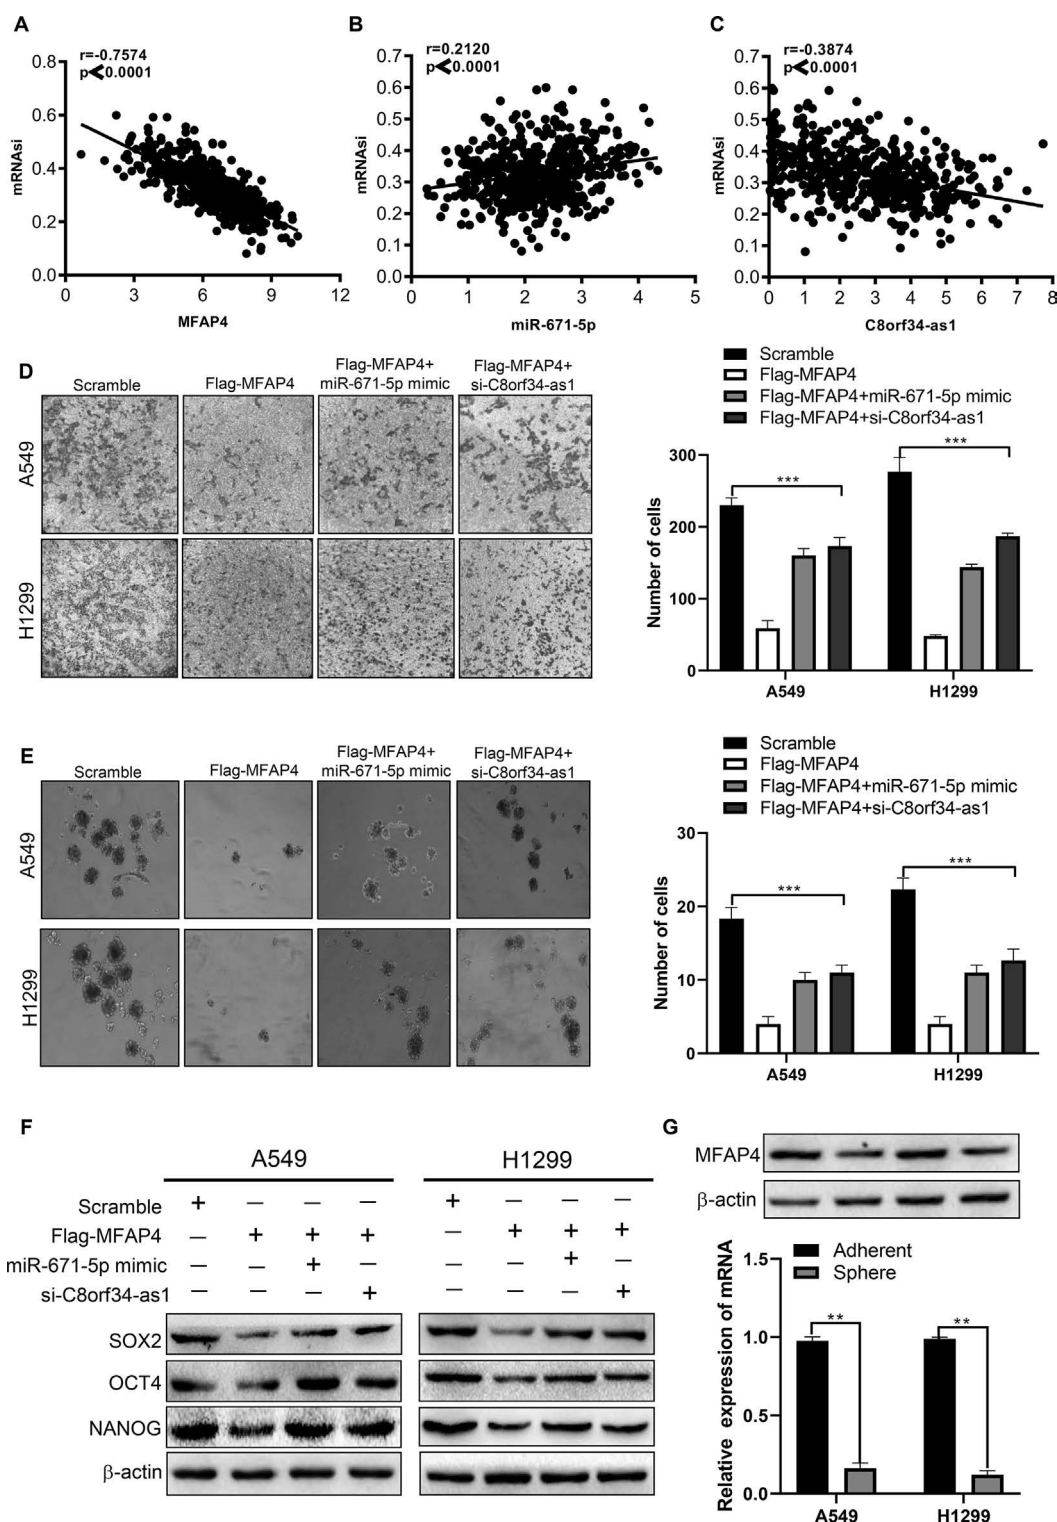 A
r=-0.7574
p<0.0001
mRNAsi
0.8
0.6
0.4
0.2
0.0
0 3 6 9 12
MFAP4
B
r=0.2120
p<0.0001
mRNAsi
0.7
0.6
0.5
0.4
0.3
0.2
0.1
0.0
0 1 2 3 4 5
miR-671-5p
C
r=-0.3874
p<0.0001
mRNAsi
0.7
0.6
0.5
0.4
0.3
0.2
0.1
0.0
0 1 2 3 4 5 6 7 8
C8orf34-as1
D
Scramble
Flag-MFAP4
Flag-MFAP4+
miR-671-5p mimic
Flag-MFAP4+
si-C8orf34-as1
A549
H1299
Scramble
Flag-MFAP4
Flag-MFAP4+miR-671-5p mimic
Flag-MFAP4+si-C8orf34-as1
Number of cells
300
200
100
0
***
***
A549 H1299
E
Scramble
Flag-MFAP4
Flag-MFAP4+
miR-671-5p mimic
Flag-MFAP4+
si-C8orf34-as1
A549
H1299
Scramble
Flag-MFAP4
Flag-MFAP4+miR-671-5p mimic
Flag-MFAP4+si-C8orf34-as1
Number of cells
30
20
10
0
***
***
A549 H1299
F
A549 H1299
Scramble + — — — + — — —
Flag-MFAP4 — + + + — + + +
miR-671-5p mimic — — + — — — + —
si-C8orf34-as1 — — — + — — — +
SOX2
OCT4
NANOG
β-actin
G
MFAP4
β-actin
Adherent
Sphere
Relative expression of mRNA
1.5
1.0
0.5
0.0
**
**
A549 H1299